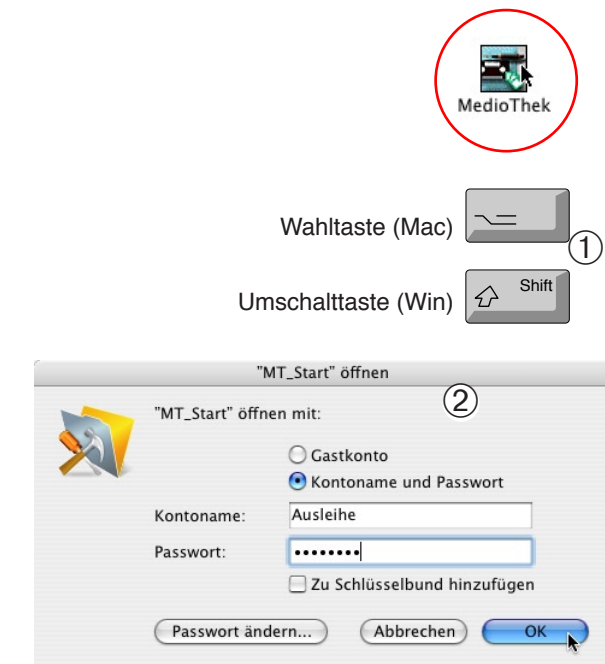 MedioThek
Wahltaste (Mac)
①
Umschalttaste (Win)
Shift
"MT_Start" öffnen
②
"MT_Start" öffnen mit:
Gastkonto
Kontoname und Passwort
Kontoname: Ausleihe
Passwort: ••••••••
Zu Schlüsselbund hinzufügen
Passwort ändern... Abbrechen OK